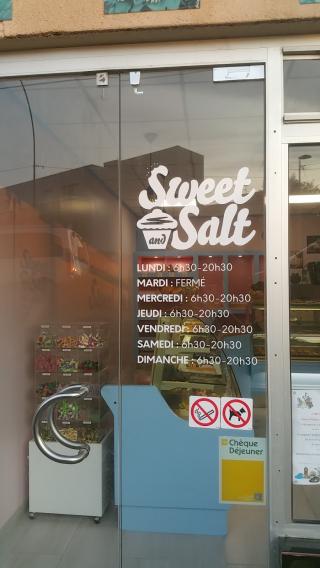 Sweet
and Salt
LUNDI : 6h30-20h30
MARDI : FERMÉ
MERCREDI : 6h30-20h30
JEUDI : 6h30-20h30
VENDREDI : 6h30-20h30
SAMEDI : 6h30-20h30
DIMANCHE : 6h30-20h30
Chèque
Déjeuner